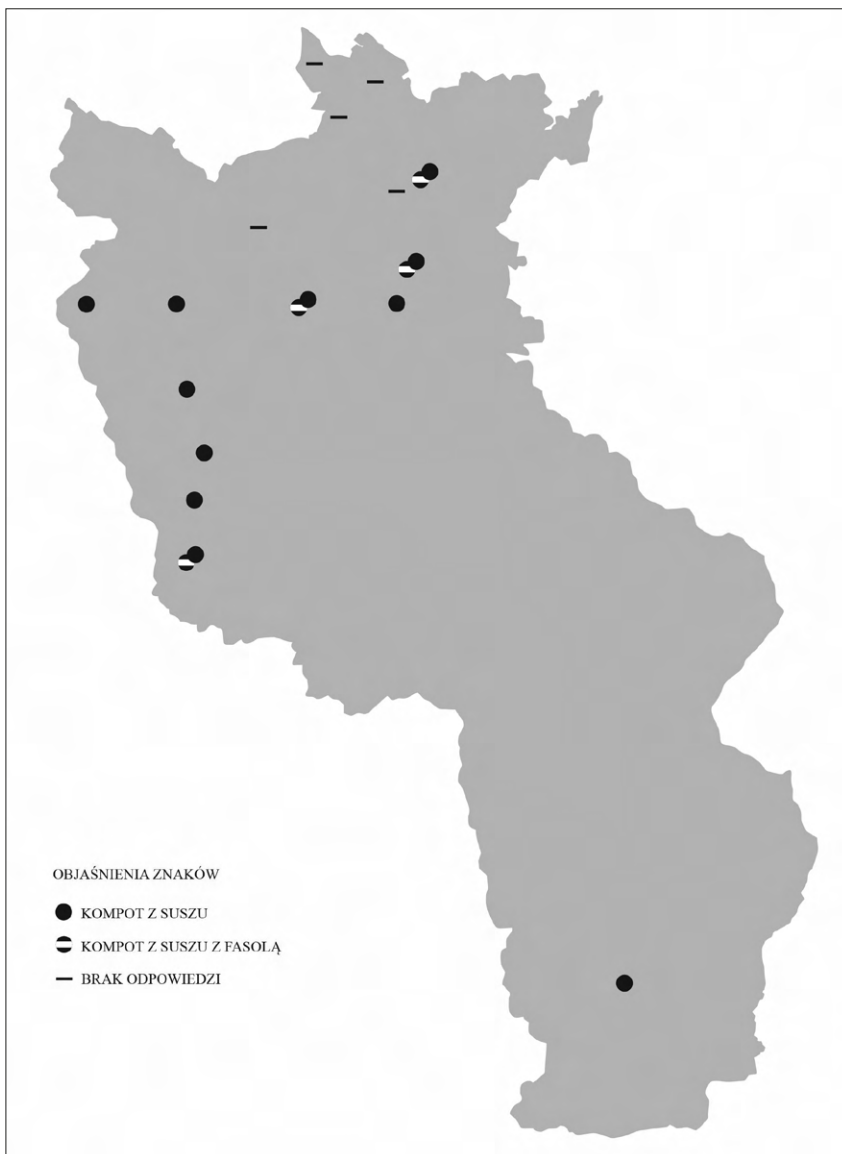 OBJAŚNIENIA ZNAKÓW
KOMPOT Z SUSZU
KOMPOT Z SUSZU Z FASOLĄ
BRAK ODPOWIEDZI